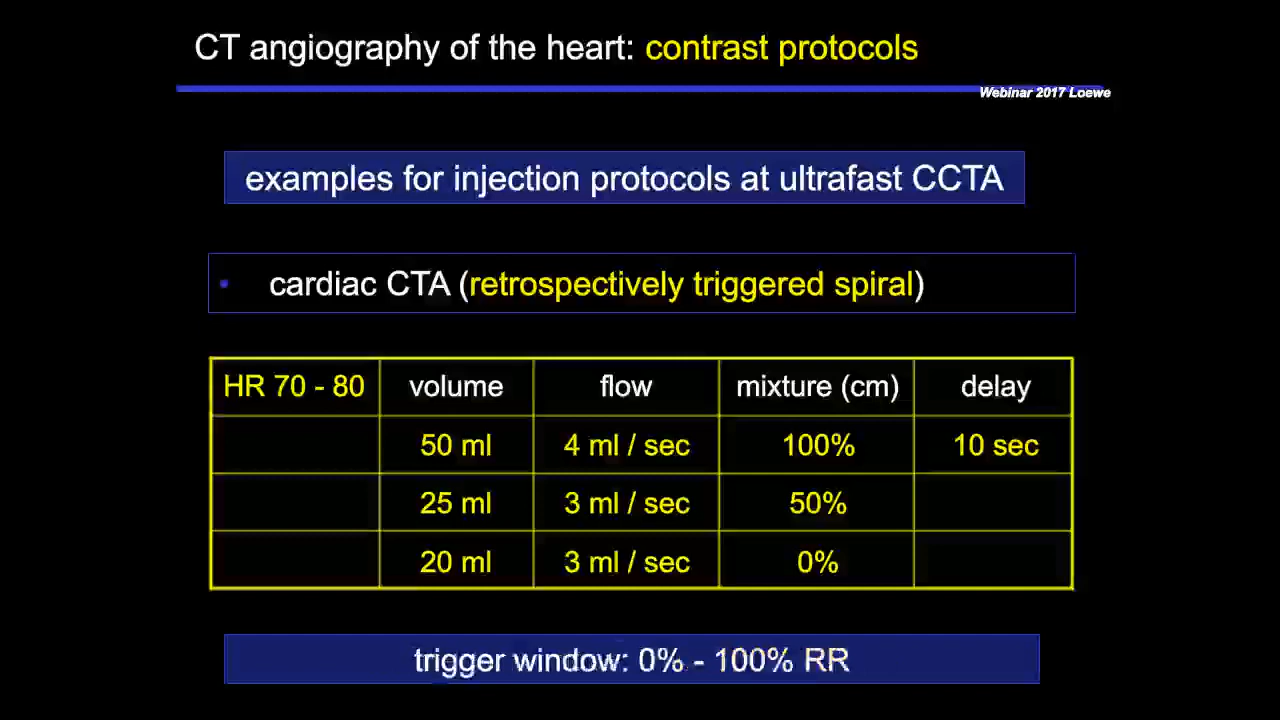 CT angiography of the heart: contrast protocols
Webinar 2017 Loewe
examples for injection protocols at ultrafast CCTA
• cardiac CTA (retrospectively triggered spiral)
HR 70 - 80 volume flow mixture (cm) delay
50 ml 4 ml / sec 100% 10 sec
25 ml 3 ml / sec 50%
20 ml 3 ml / sec 0%
trigger window: 0% - 100% RR